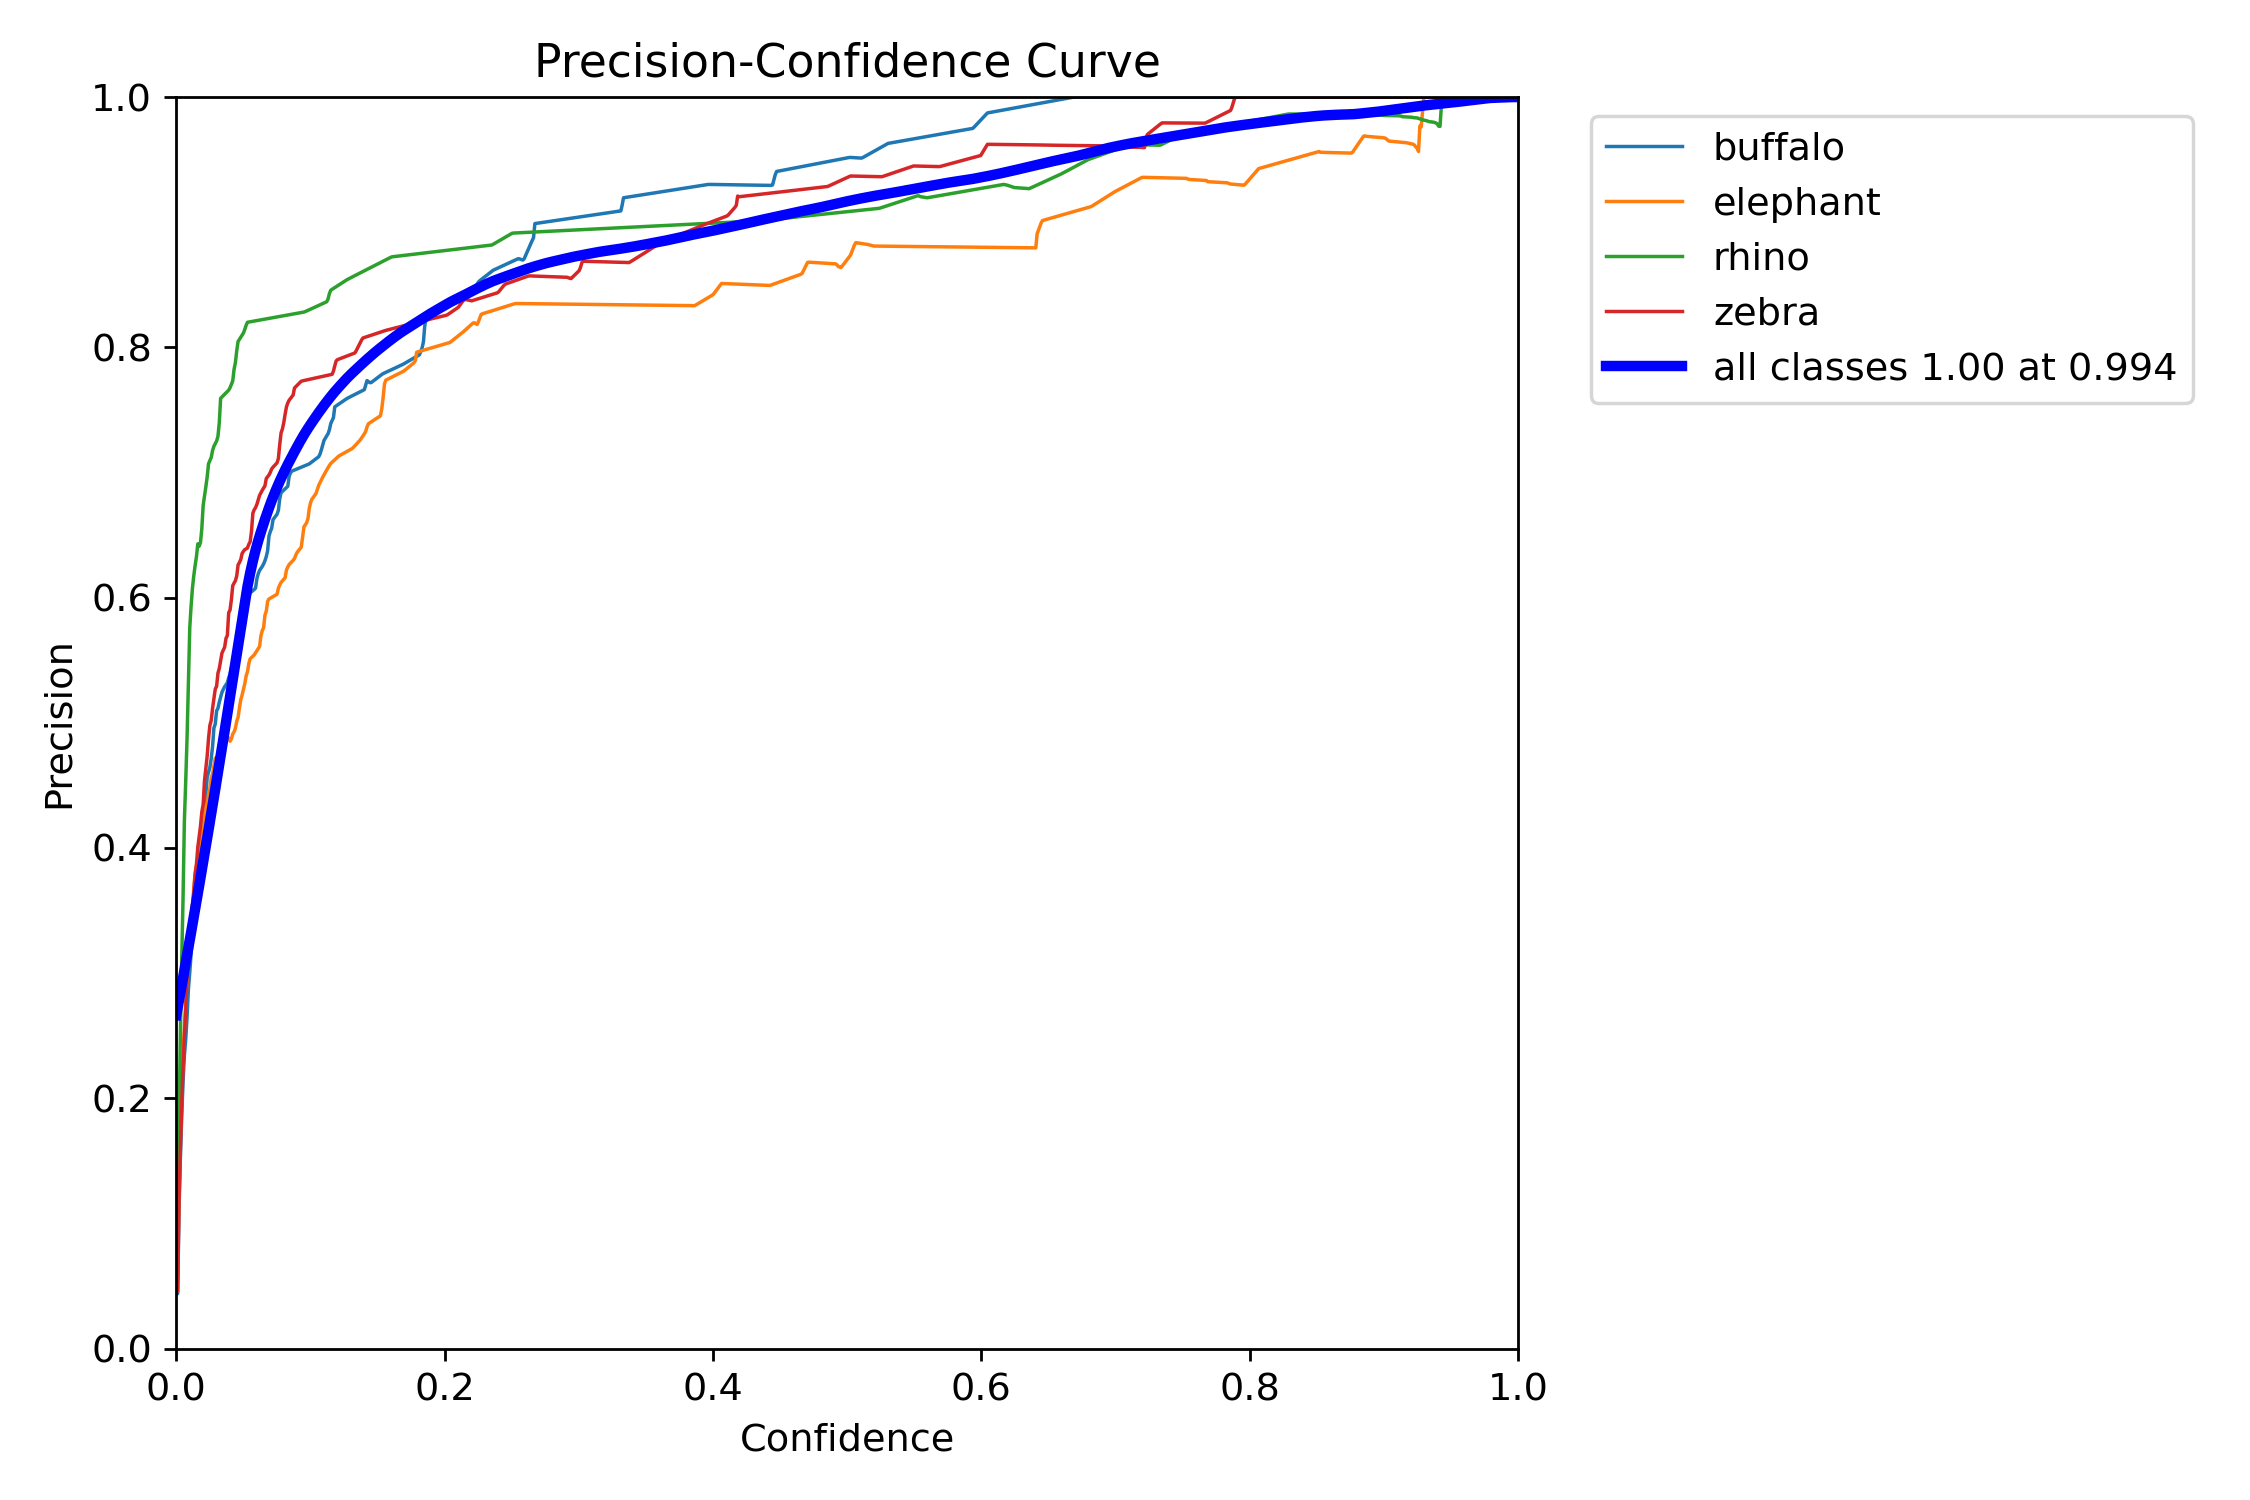 Precision-Confidence Curve
1.0
0.8
0.6
0.4
0.2
0.0
Precision
0.0 0.2 0.4 0.6 0.8 1.0
Confidence
buffalo
elephant
rhino
zebra
all classes 1.00 at 0.994